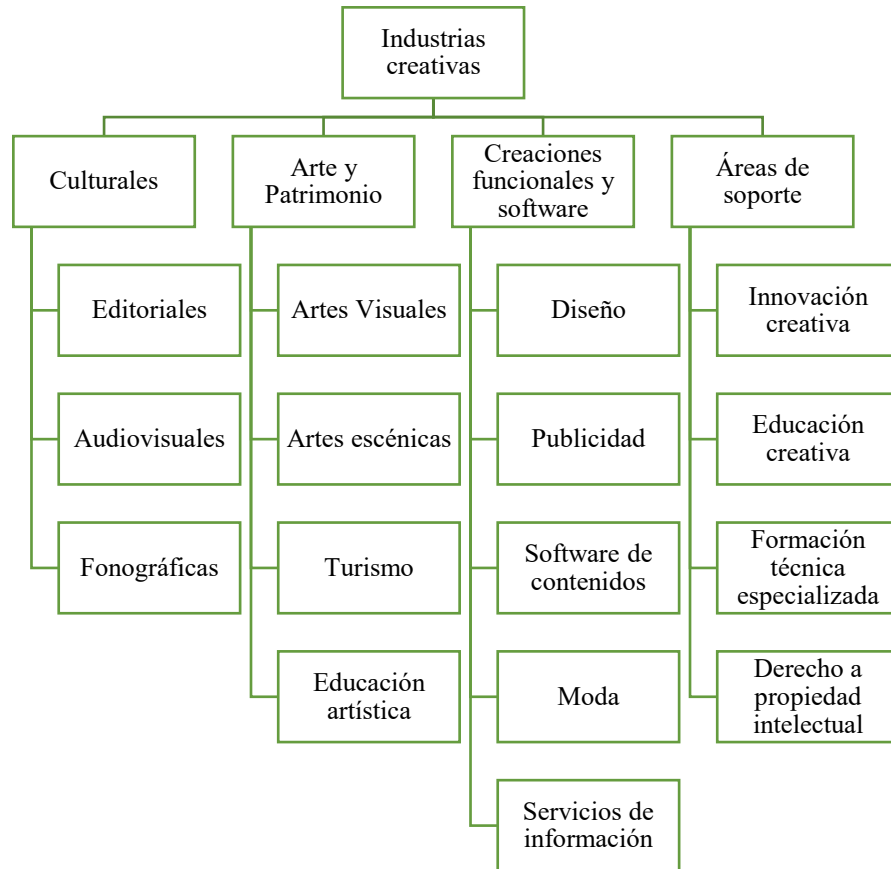 Industrias
creativas
Culturales
Arte y
Patrimonio
Creaciones
funcionales y
software
Áreas de
soporte
Editoriales
Audiovisuales
Fonográficas
Artes Visuales
Artes escénicas
Turismo
Educación
artística
Diseño
Publicidad
Software de
contenidos
Moda
Servicios de
información
Innovación
creativa
Educación
creativa
Formación
técnica
especializada
Derecho a
propiedad
intelectual